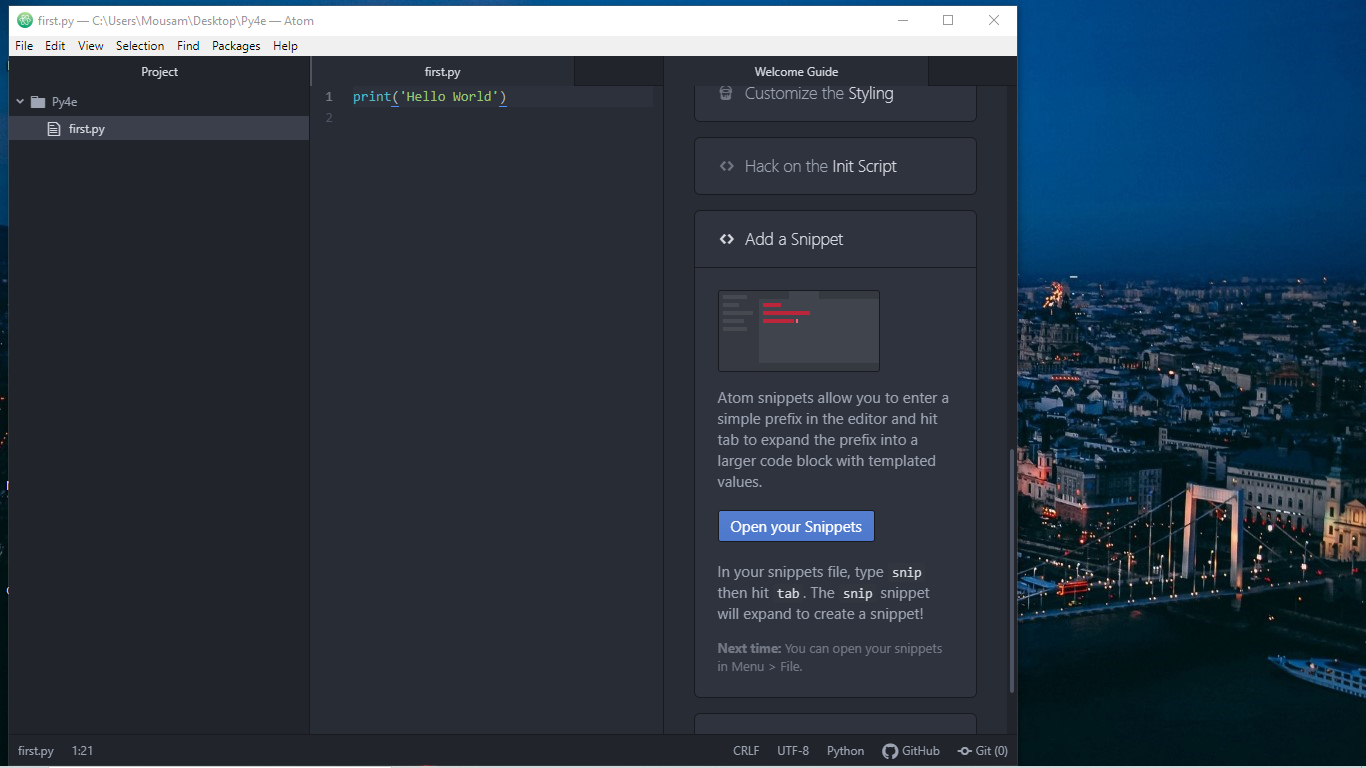 first.py — C:\Users\Mousam\Desktop\Py4e — Atom
File Edit View Selection Find Packages Help
Project
Py4e
first.py
first.py
1 print('Hello World')
2
Welcome Guide
Customize the Styling
Hack on the Init Script
Add a Snippet
Atom snippets allow you to enter a
simple prefix in the editor and hit
tab to expand the prefix into a
larger code block with templated
values.
Open your Snippets
In your snippets file, type snip
then hit tab. The snip snippet
will expand to create a snippet!
Next time: You can open your snippets
in Menu > File.
first.py 1:21 CRLF UTF-8 Python GitHub Git (0)